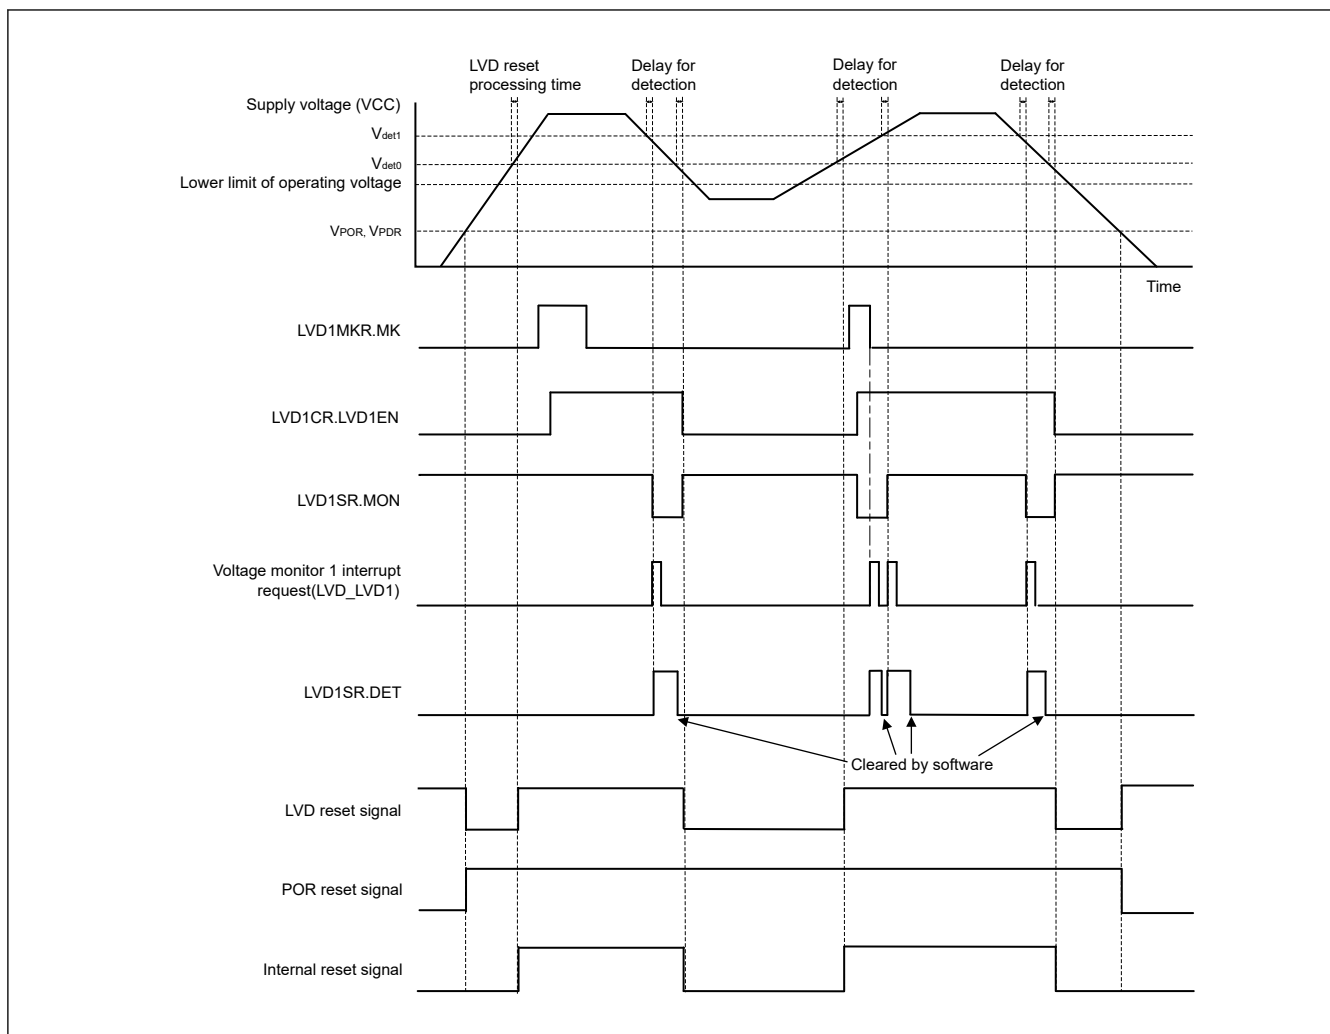 LVD reset
processing time
Delay for
detection
Delay for
detection
Delay for
detection
Supply voltage (VCC)
Vdet1
Vdet0
Lower limit of operating voltage
VPOR, VPDR
Time
LVD1MKR.MK
LVD1CR.LVD1EN
LVD1SR.MON
Voltage monitor 1 interrupt
request(LVD_LVD1)
LVD1SR.DET
Cleared by software
LVD reset signal
POR reset signal
Internal reset signal